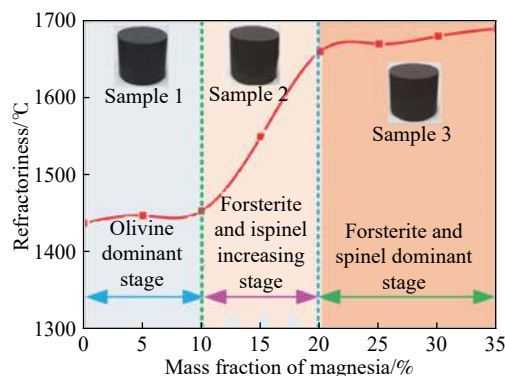 1700
1600
1500
1400
1300
Refractoriness/℃
Sample 1
Sample 2
Sample 3
Olivine
dominant
stage
Forsterite
and ispinel
increasing
stage
Forsterite and
spinel dominant
stage
0 5 10 15 20 25 30 35
Mass fraction of magnesia/%